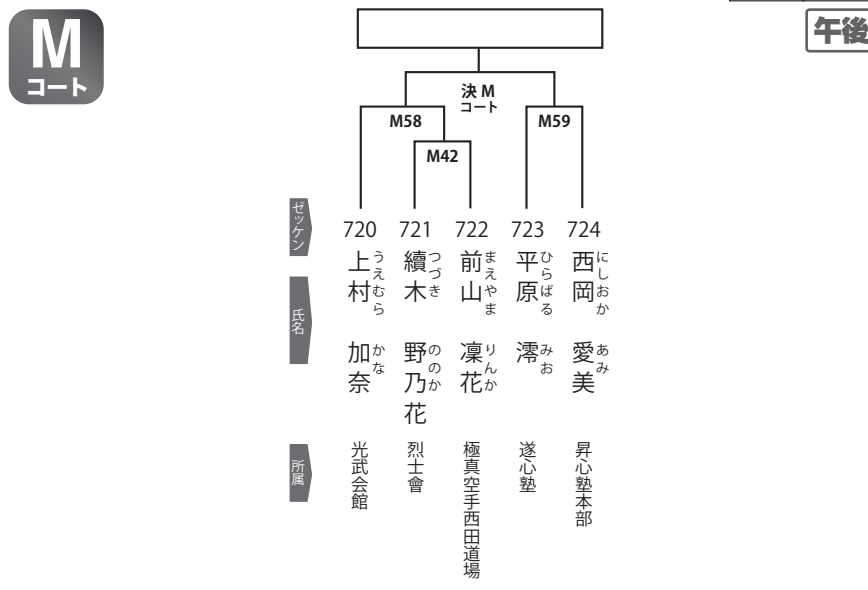 M
コート
午後
決 M
コート
M58
M59
M42
ゼッケン
720
721
722
723
724
氏名
上村 加奈
うえむら かな
續木 野乃花
つづき ののか
前山 凜花
まえやま りんか
平原 澪
ひらばる みお
西岡 愛美
にしおか あみ
所属
光武会館
烈士會
極真空手西田道場
遂心塾
昇心塾本部